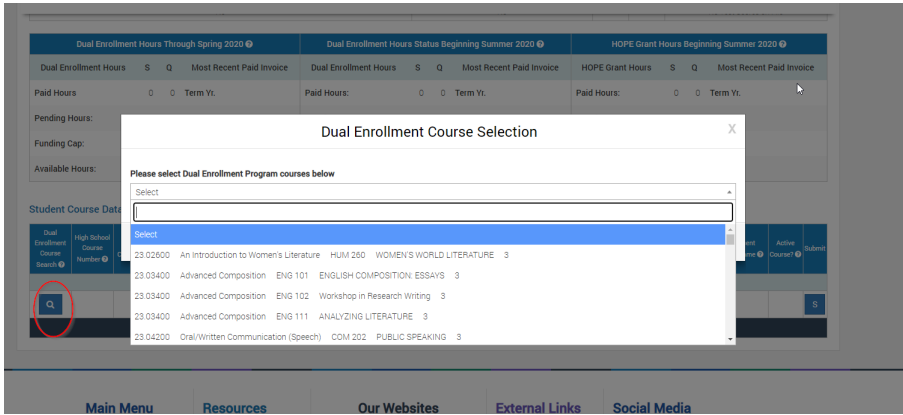 Dual Enrollment Hours Through Spring 2020
Dual Enrollment Hours Status Beginning Summer 2020
HOPE Grant Hours Beginning Summer 2020
Dual Enrollment Hours S Q Most Recent Paid Invoice
Dual Enrollment Hours S Q Most Recent Paid Invoice
HOPE Grant Hours S Q Most Recent Paid Invoice
Paid Hours 0 0 Term Yr.
Paid Hours: 0 0 Term Yr.
Paid Hours: 0 0 Term Yr.
Pending Hours:
Funding Cap:
Available Hours:
Dual Enrollment Course Selection X
Please select Dual Enrollment Program courses below
Select
Select
23.02600 An Introduction to Women's Literature HUM 260 WOMEN'S WORLD LITERATURE 3
23.03400 Advanced Composition ENG 101 ENGLISH COMPOSITION: ESSAYS 3
23.03400 Advanced Composition ENG 102 Workshop in Research Writing 3
23.03400 Advanced Composition ENG 111 ANALYZING LITERATURE 3
23.04200 Oral/Written Communication (Speech) COM 202 PUBLIC SPEAKING 3
Student Course Data
Dual
Enrollment
Course
Search
High School
Course
Number
Active
Course?
Submit
S
Main Menu Resources Our Websites External Links Social Media